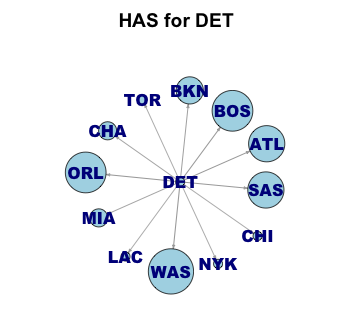 HAS for DET
BKN
TOR
BOS
CHA
ATL
ORL
DET
SAS
MIA
CHI
LAC
NYK
WAS